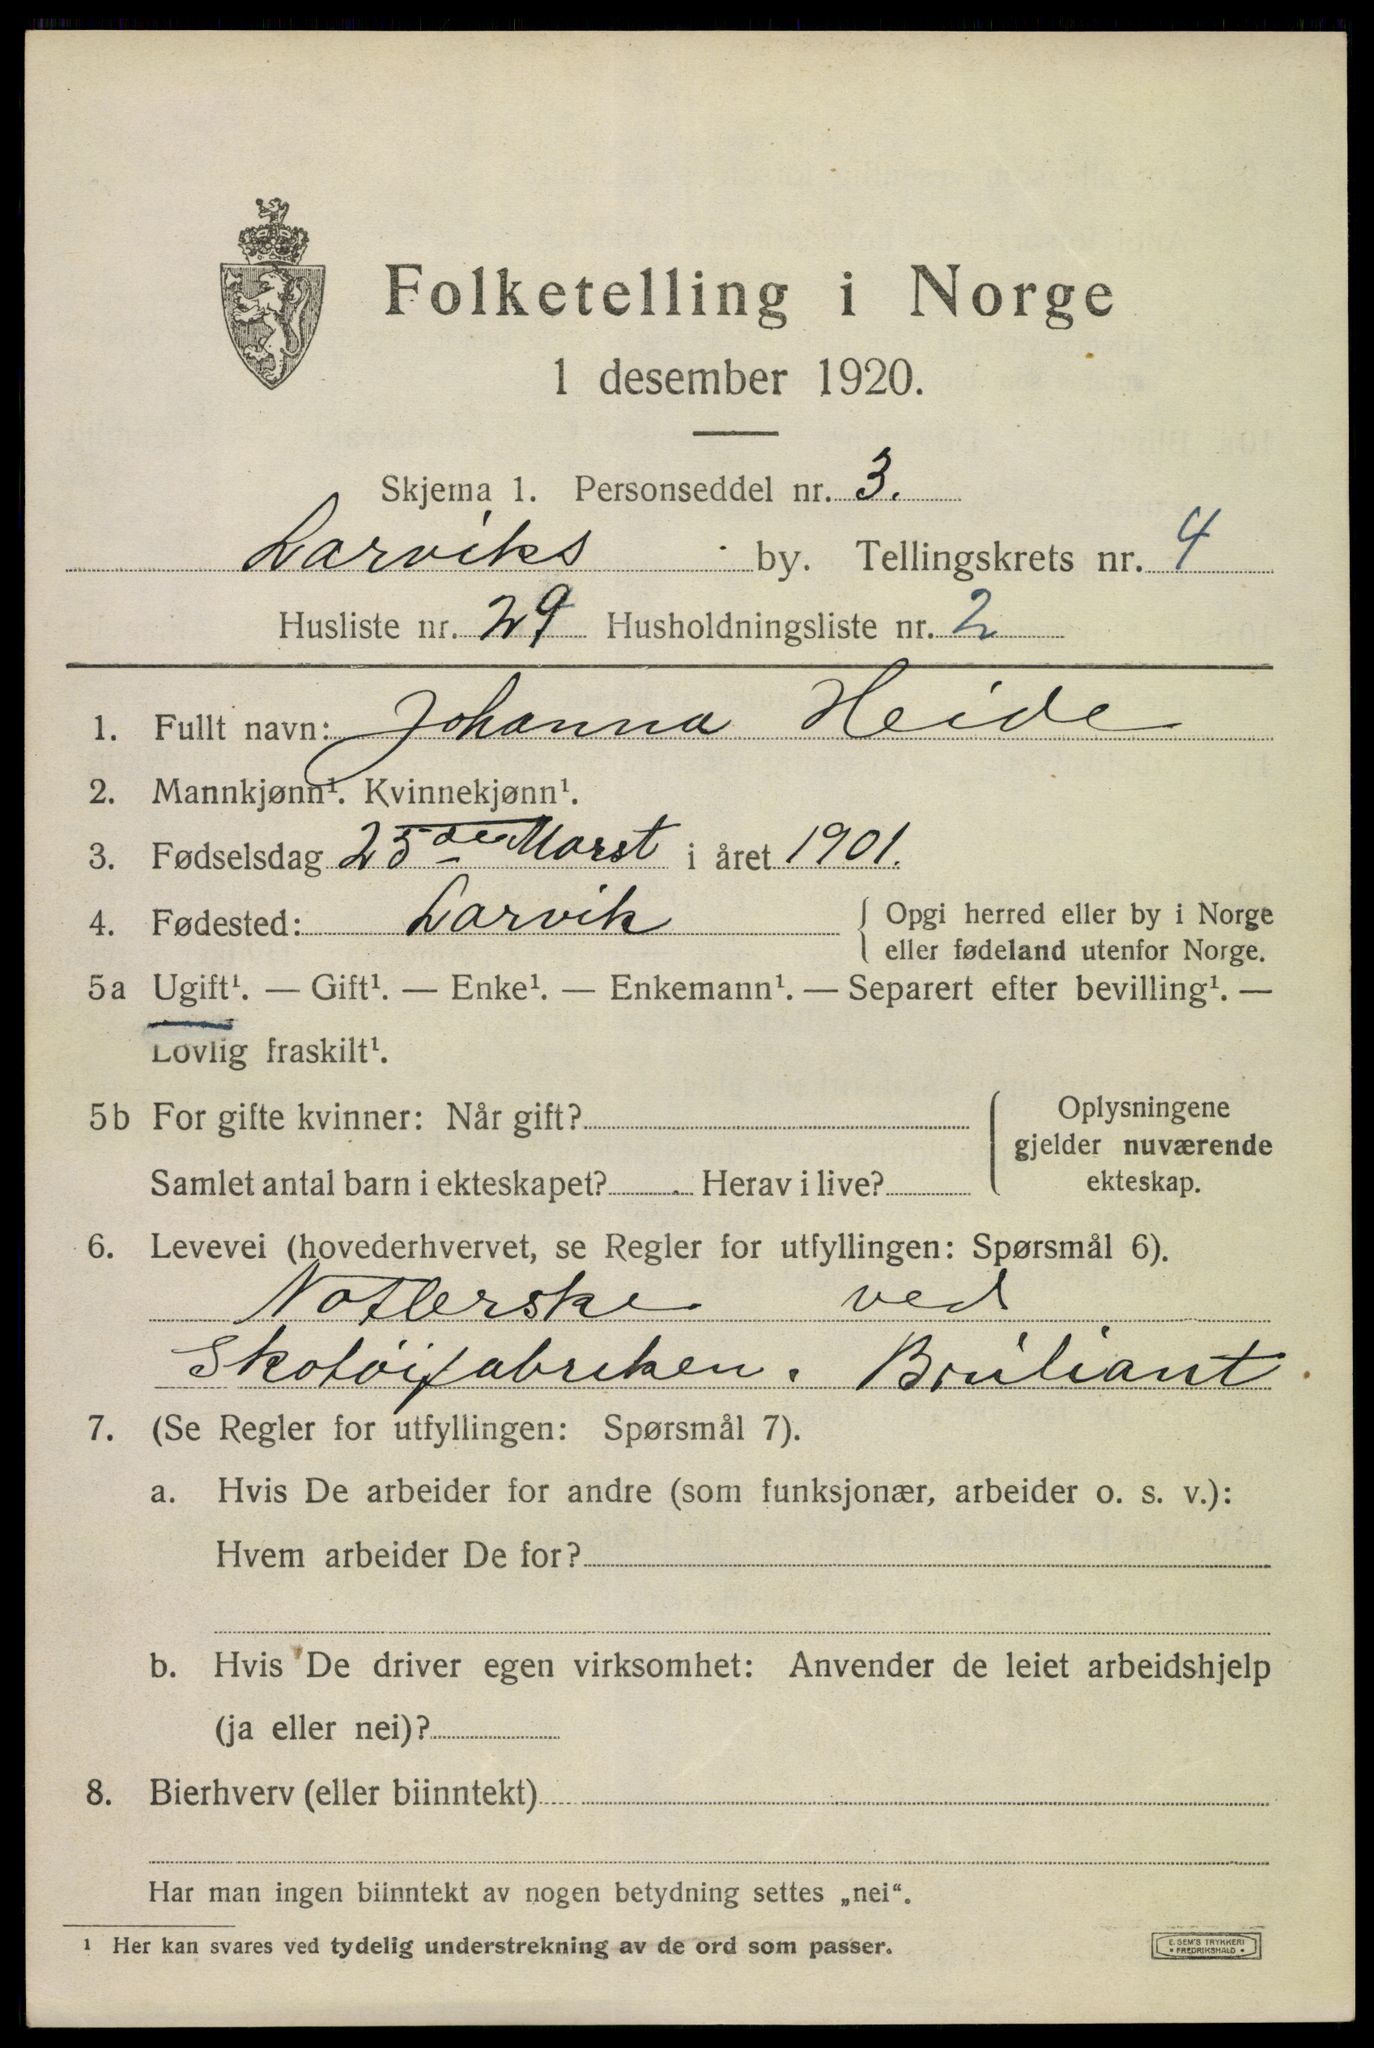 Folketelling i Norge
1 desember 1920.
Skjema 1. Personseddel nr. 3.
Larviks by. Tellingskrets nr. 4
Husliste nr. 29 Husholdningsliste nr. 2
1. Fullt navn: Johanna Heide
2. Mannkjønn¹. Kvinnekjønn¹.
3. Fødselsdag 25de Marst i året 1901.
4. Fødested: Larvik { Opgi herred eller by i Norge
eller fødeland utenfor Norge.
5a Ugift¹. — Gift¹. — Enke¹. — Enkemann¹. — Separert efter bevilling¹. —
Lovlig fraskilt¹.
5b For gifte kvinner: Når gift? Oplysningene
gjelder nuværende
Samlet antal barn i ekteskapet? Herav i live? ekteskap.
6. Levevei (hovederhvervet, se Regler for utfyllingen: Spørsmål 6).
Notlerske ved
Skotøifabriken. Briliant
7. (Se Regler for utfyllingen: Spørsmål 7).
a. Hvis De arbeider for andre (som funksjonær, arbeider o. s. v.):
Hvem arbeider De for?
b. Hvis De driver egen virksomhet: Anvender de leiet arbeidshjelp
(ja eller nei)?
8. Bierhverv (eller biinntekt)
Har man ingen biinntekt av nogen betydning settes „nei“.
¹ Her kan svares ved tydelig understrekning av de ord som passer.
E. SEM'S TRYKKERI
• FREDRIKSHALD •